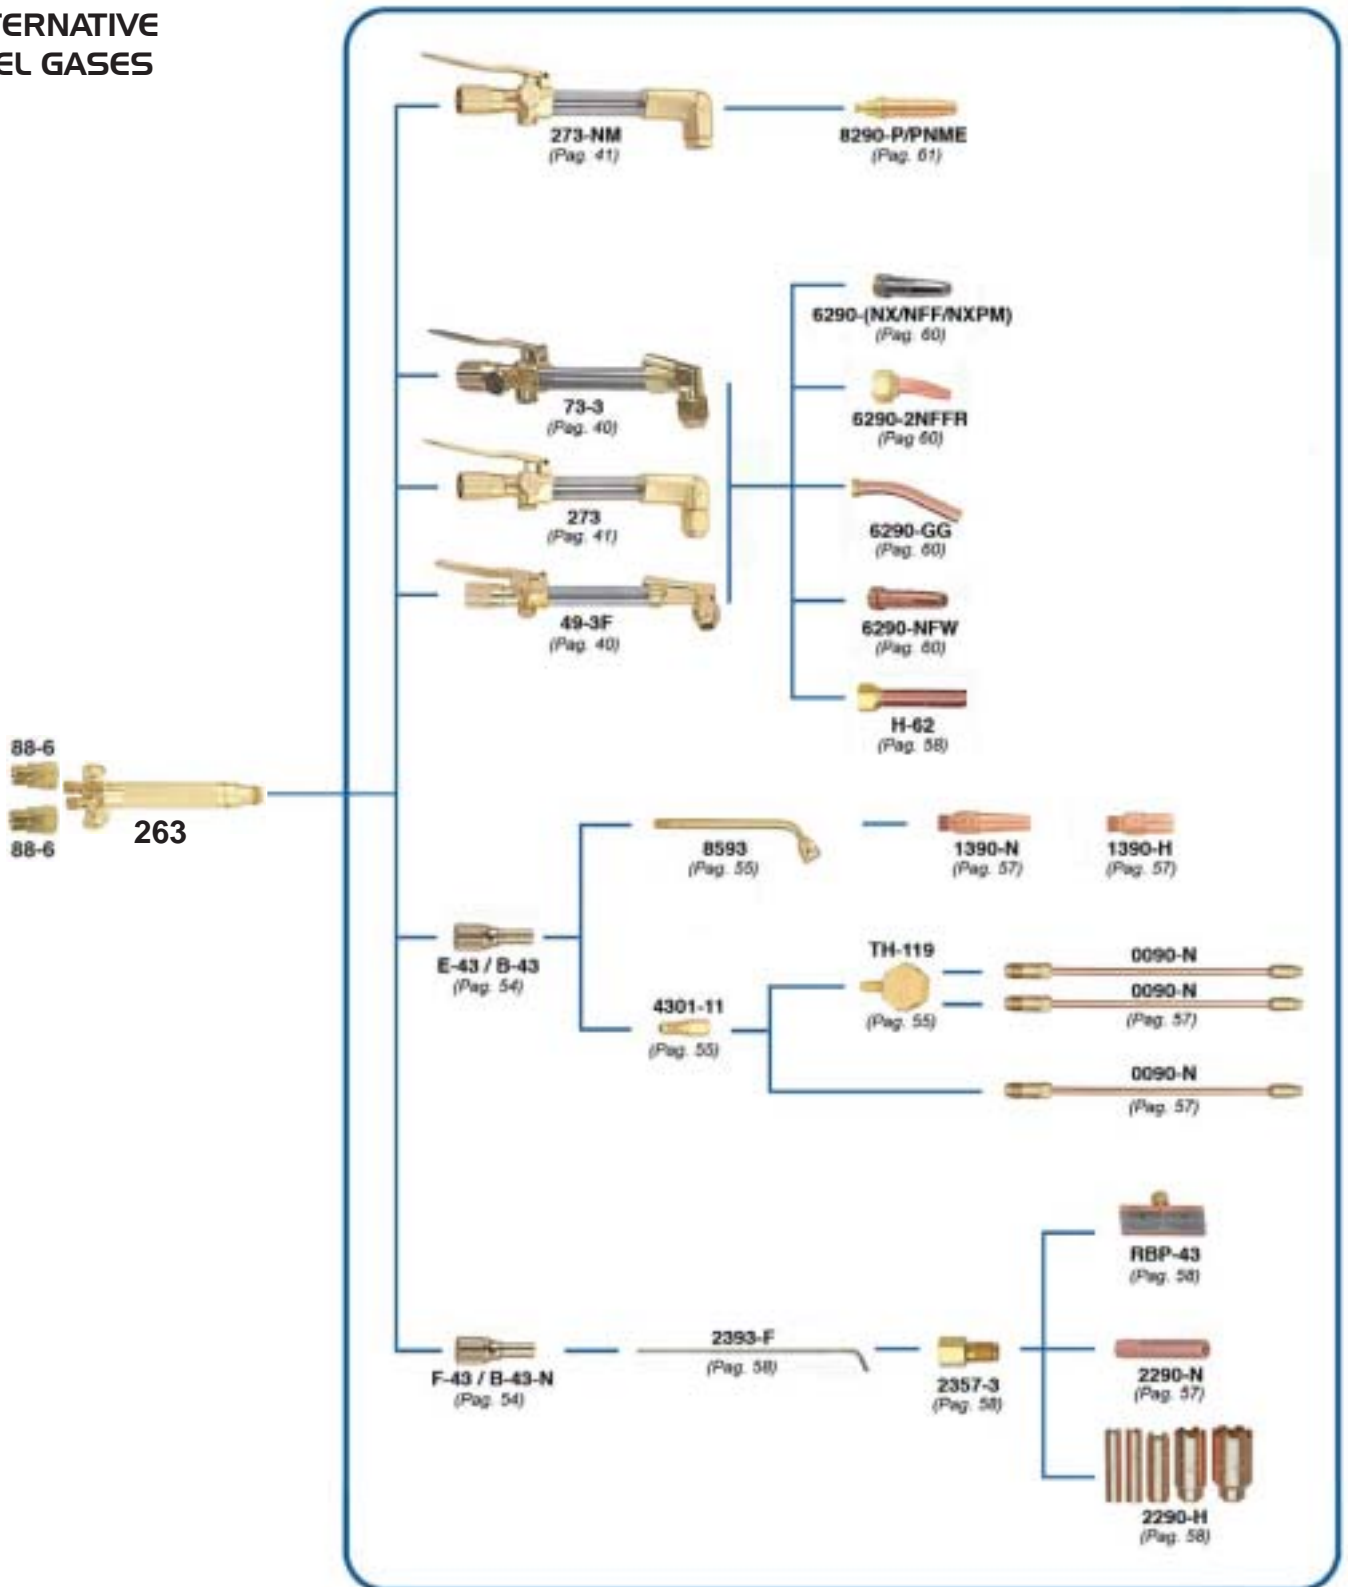 TERNATIVE
EL GASES
273-NM
(Pag. 41)
8290-P/PNME
(Pag. 61)
6290-(NX/NFF/NXPM)
(Pag. 60)
73-3
(Pag. 40)
6290-2NFFR
(Pag 60)
273
(Pag. 41)
6290-GG
(Pag. 60)
49-3F
(Pag. 40)
6290-NFW
(Pag. 60)
H-62
(Pag. 58)
88-6
263
88-6
8593
(Pag. 55)
1390-N
(Pag. 57)
1390-H
(Pag. 57)
E-43 / B-43
(Pag. 54)
4301-11
(Pag. 55)
TH-119
(Pag. 55)
0090-N
0090-N
(Pag. 57)
0090-N
(Pag. 57)
F-43 / B-43-N
(Pag. 54)
2393-F
(Pag. 58)
2357-3
(Pag. 58)
RBP-43
(Pag. 58)
2290-N
(Pag. 57)
2290-H
(Pag. 58)